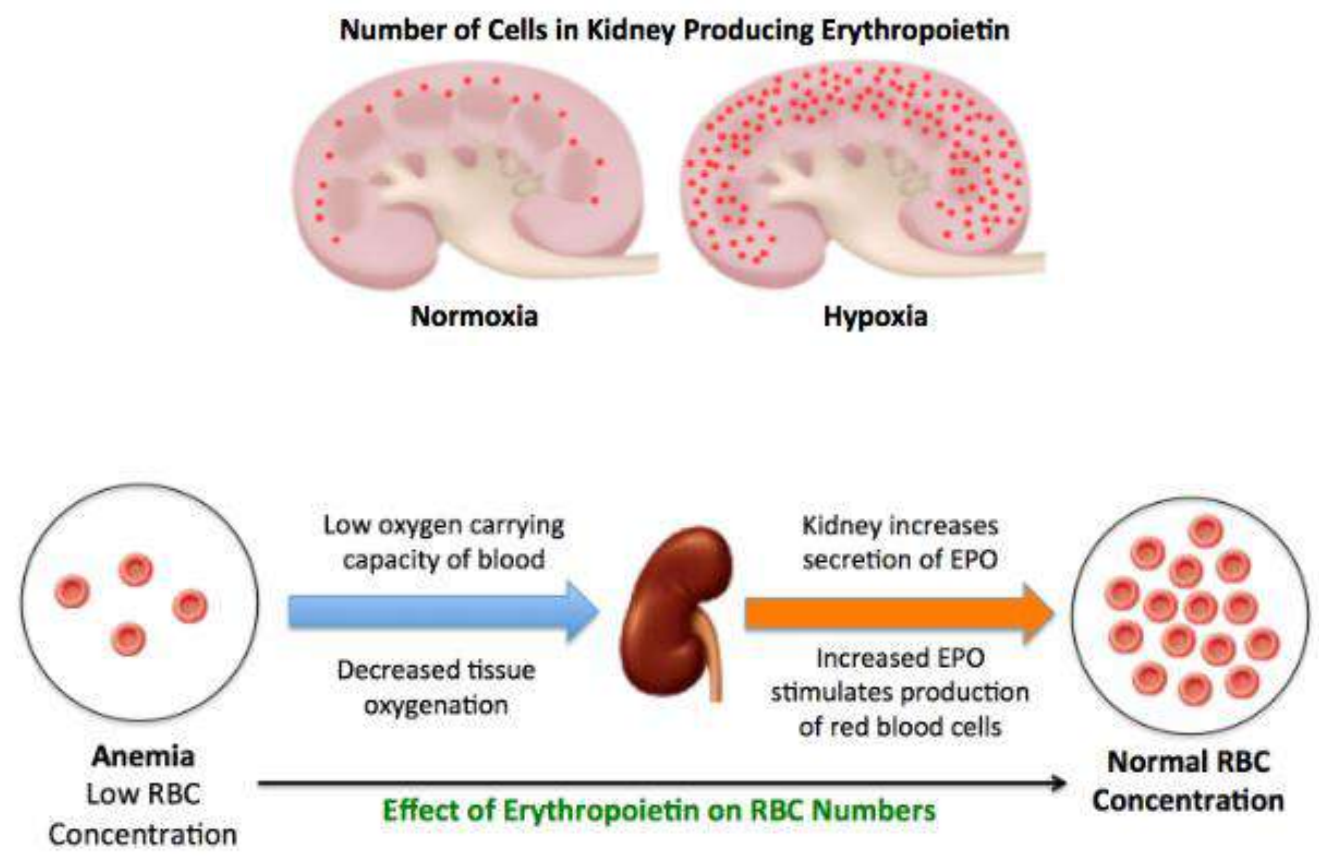 Number of Cells in Kidney Producing Erythropoietin
Normoxia
Hypoxia
Low oxygen carrying
capacity of blood
Decreased tissue
oxygenation
Kidney increases
secretion of EPO
Increased EPO
stimulates production
of red blood cells
Anemia
Low RBC
Concentration
Effect of Erythropoietin on RBC Numbers
Normal RBC
Concentration